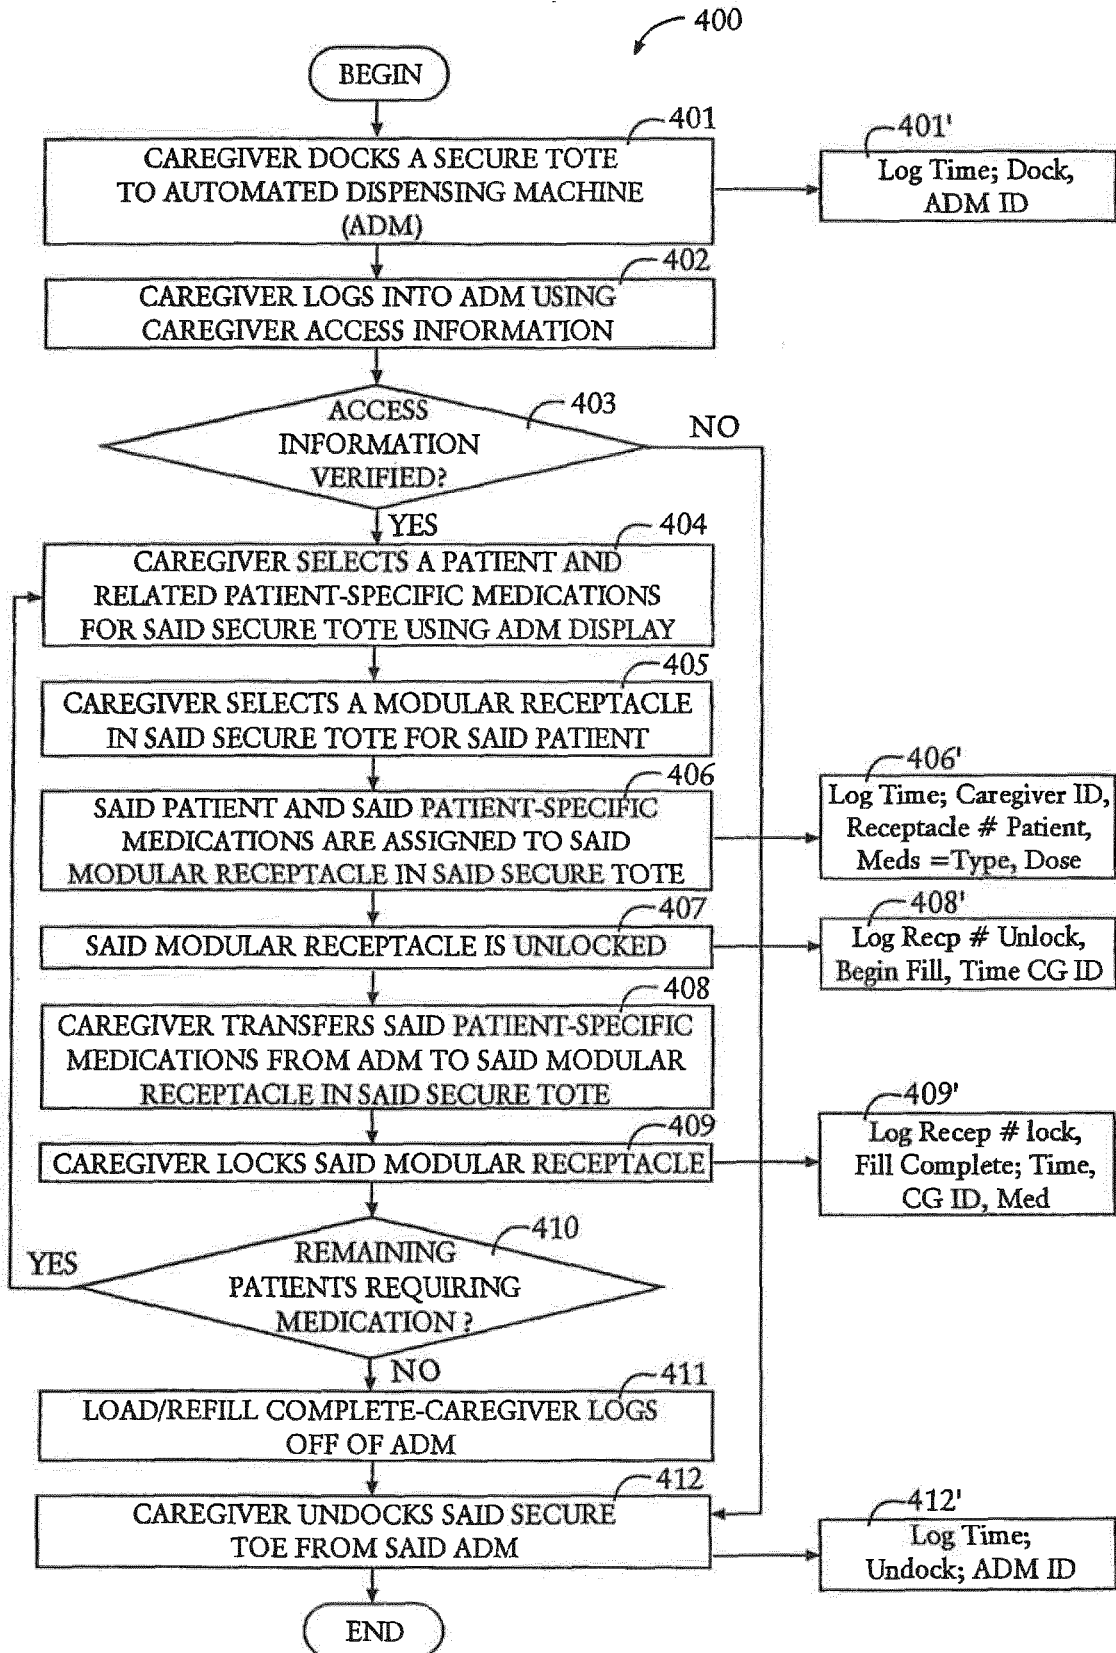 400
BEGIN
401
CAREGIVER DOCKS A SECURE TOTE
TO AUTOMATED DISPENSING MACHINE
(ADM)
401'
Log Time; Dock,
ADM ID
402
CAREGIVER LOGS INTO ADM USING
CAREGIVER ACCESS INFORMATION
403
ACCESS
INFORMATION
VERIFIED?
NO
YES
404
CAREGIVER SELECTS A PATIENT AND
RELATED PATIENT-SPECIFIC MEDICATIONS
FOR SAID SECURE TOTE USING ADM DISPLAY
405
CAREGIVER SELECTS A MODULAR RECEPTACLE
IN SAID SECURE TOTE FOR SAID PATIENT
406
SAID PATIENT AND SAID PATIENT-SPECIFIC
MEDICATIONS ARE ASSIGNED TO SAID
MODULAR RECEPTACLE IN SAID SECURE TOTE
406'
Log Time; Caregiver ID,
Receptacle # Patient,
Meds =Type, Dose
407
SAID MODULAR RECEPTACLE IS UNLOCKED
408'
Log Recp # Unlock,
Begin Fill, Time CG ID
408
CAREGIVER TRANSFERS SAID PATIENT-SPECIFIC
MEDICATIONS FROM ADM TO SAID MODULAR
RECEPTACLE IN SAID SECURE TOTE
409
CAREGIVER LOCKS SAID MODULAR RECEPTACLE
409'
Log Recep # lock,
Fill Complete; Time,
CG ID, Med
410
REMAINING
PATIENTS REQUIRING
MEDICATION ?
YES
NO
411
LOAD/REFILL COMPLETE-CAREGIVER LOGS
OFF OF ADM
412
CAREGIVER UNDOCKS SAID SECURE
TOE FROM SAID ADM
412'
Log Time;
Undock; ADM ID
END